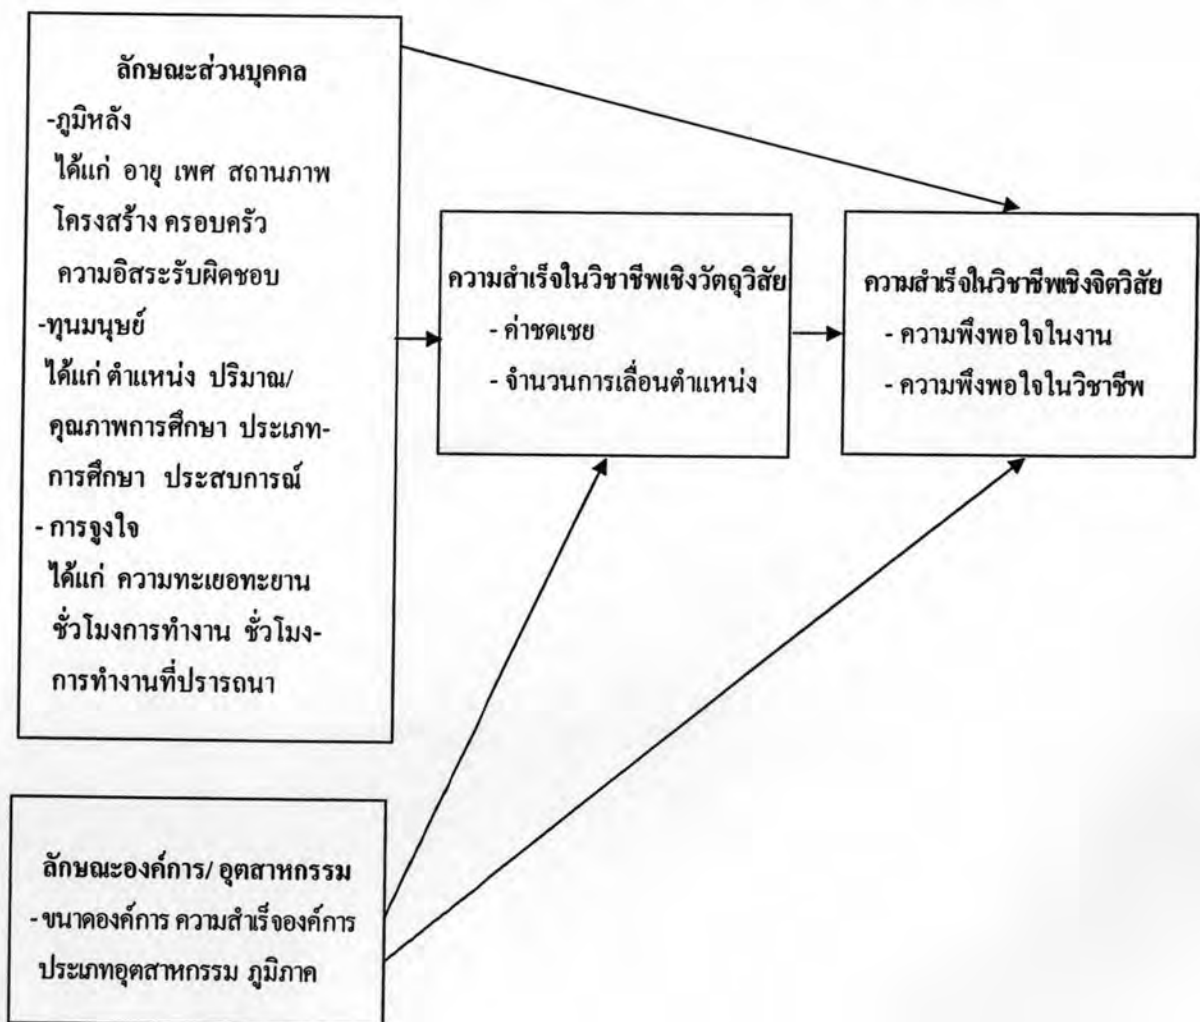 ลักษณะส่วนบุคคล
-ภูมิหลัง
ได้แก่ อายุ เพศ สถานภาพ
โครงสร้าง ครอบครัว
ความอิสระรับผิดชอบ
-ทุนมนุษย์
ได้แก่ ตำแหน่ง ปริมาณ/
คุณภาพการศึกษา ประเภท-
การศึกษา ประสบการณ์
- การจูงใจ
ได้แก่ ความทะเยอทะยาน
ชั่วโมงการทำงาน ชั่วโมง-
การทำงานที่ปรารถนา
ความสำเร็จในวิชาชีพเชิงวัตถุวิสัย
- ค่าชดเชย
- จำนวนการเลื่อนตำแหน่ง
ความสำเร็จในวิชาชีพเชิงจิตวิสัย
- ความพึงพอใจในงาน
- ความพึงพอใจในวิชาชีพ
ลักษณะองค์การ/ อุตสาหกรรม
- ขนาดองค์การ ความสำเร็จองค์การ
ประเภทอุตสาหกรรม ภูมิภาค